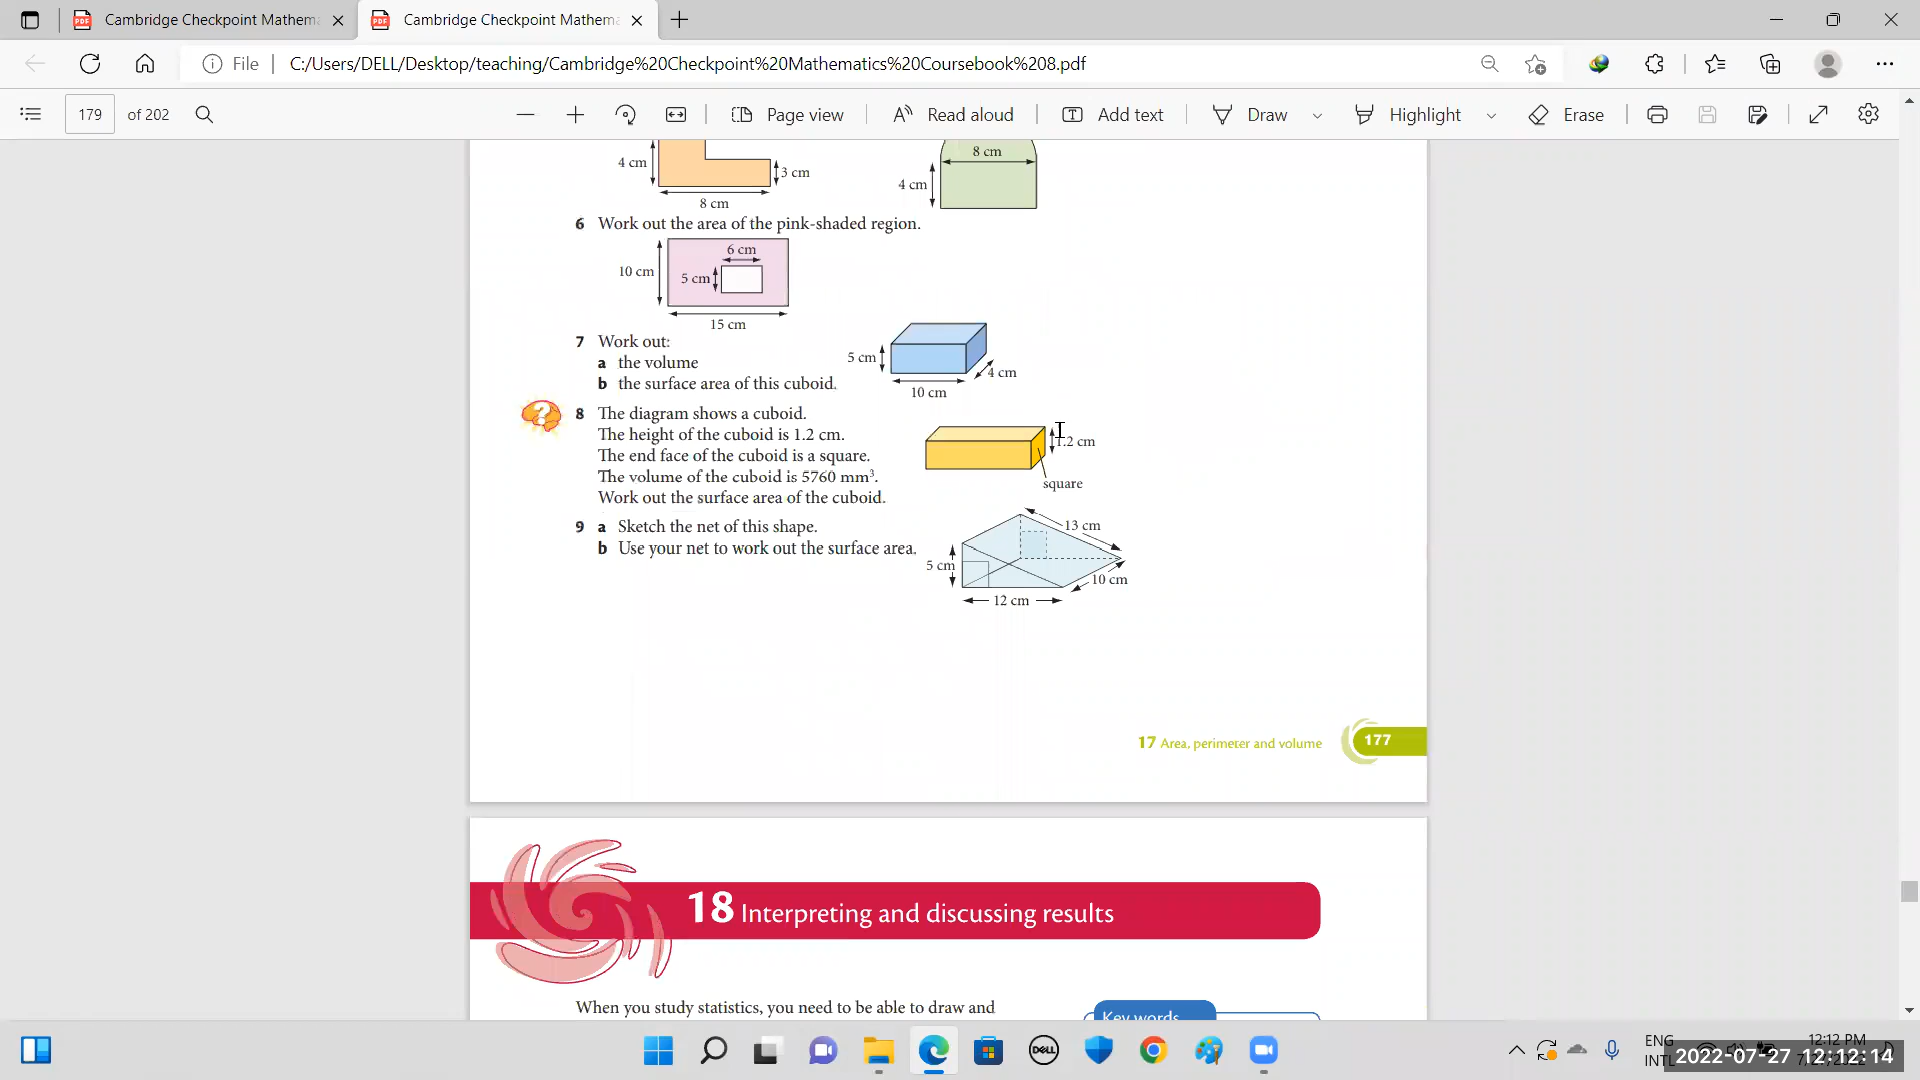 Cambridge Checkpoint Mathema
Cambridge Checkpoint Mathema
File
C:/Users/DELL/Desktop/teaching/Cambridge%20Checkpoint%20Mathematics%20Coursebook%208.pdf
179
of 202
Page view
Read aloud
Add text
Draw
Highlight
Erase
4 cm
3 cm
8 cm
8 cm
4 cm
6 Work out the area of the pink-shaded region.
6 cm
10 cm
5 cm
15 cm
7 Work out:
a the volume
b the surface area of this cuboid.
5 cm
4 cm
10 cm
8 The diagram shows a cuboid.
The height of the cuboid is 1.2 cm.
The end face of the cuboid is a square.
The volume of the cuboid is 5760 mm³.
Work out the surface area of the cuboid.
1.2 cm
square
9 a Sketch the net of this shape.
b Use your net to work out the surface area.
13 cm
5 cm
10 cm
12 cm
17 Area, perimeter and volume
177
18 Interpreting and discussing results
When you study statistics, you need to be able to draw and
Key words
DELL
ENG
INTL
12:12 PM
2022-07-27 12:12:14